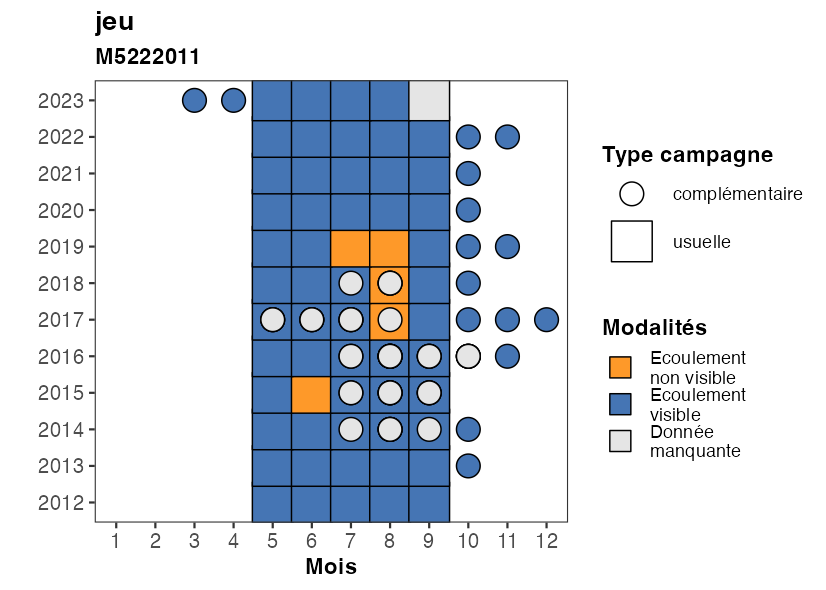 jeu
M5222011
2023
2022
2021
2020
2019
2018
2017
2016
2015
2014
2013
2012
1 2 3 4 5 6 7 8 9 10 11 12
Mois
Type campagne
complémentaire
usuelle
Modalités
Ecoulement
non visible
Ecoulement
visible
Donnée
manquante